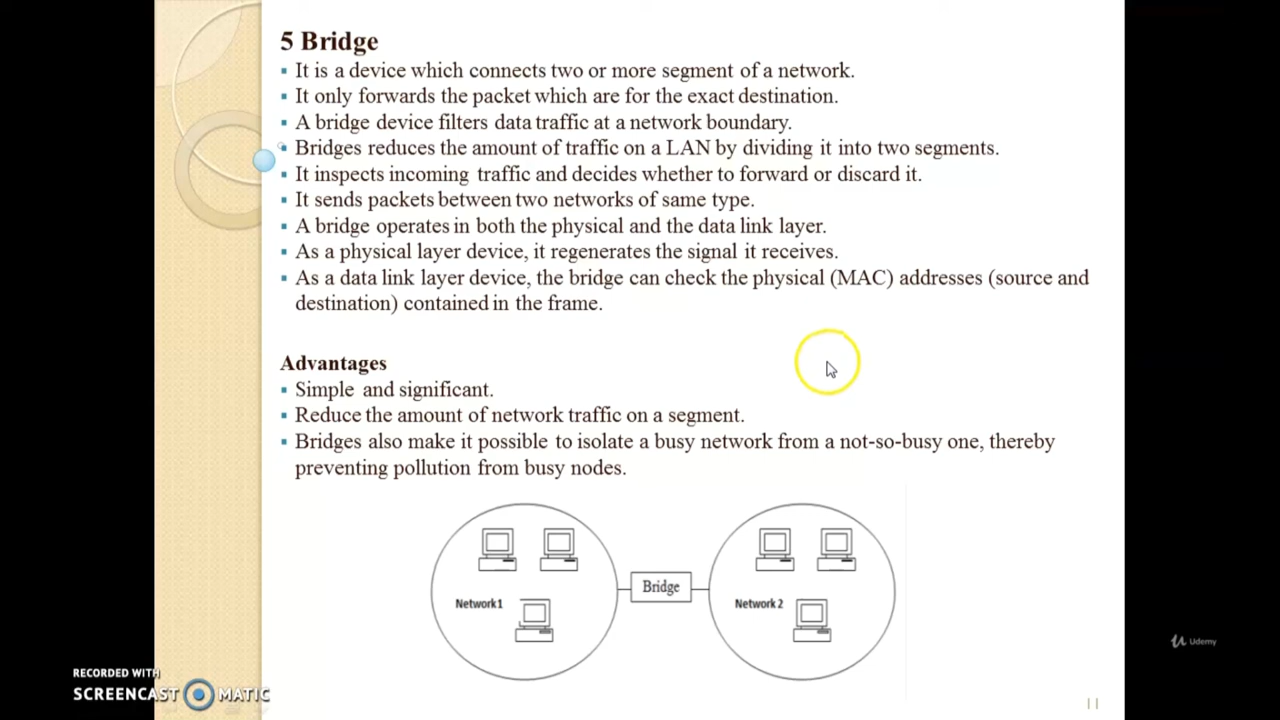 5 Bridge
It is a device which connects two or more segment of a network.
It only forwards the packet which are for the exact destination.
A bridge device filters data traffic at a network boundary.
Bridges reduces the amount of traffic on a LAN by dividing it into two segments.
It inspects incoming traffic and decides whether to forward or discard it.
It sends packets between two networks of same type.
A bridge operates in both the physical and the data link layer.
As a physical layer device, it regenerates the signal it receives.
As a data link layer device, the bridge can check the physical (MAC) addresses (source and
destination) contained in the frame.
Advantages
Simple and significant.
Reduce the amount of network traffic on a segment.
Bridges also make it possible to isolate a busy network from a not-so-busy one, thereby
preventing pollution from busy nodes.
Bridge
Network1
Network 2
Udemy
RECORDED WITH
SCREENCAST MATIC
11